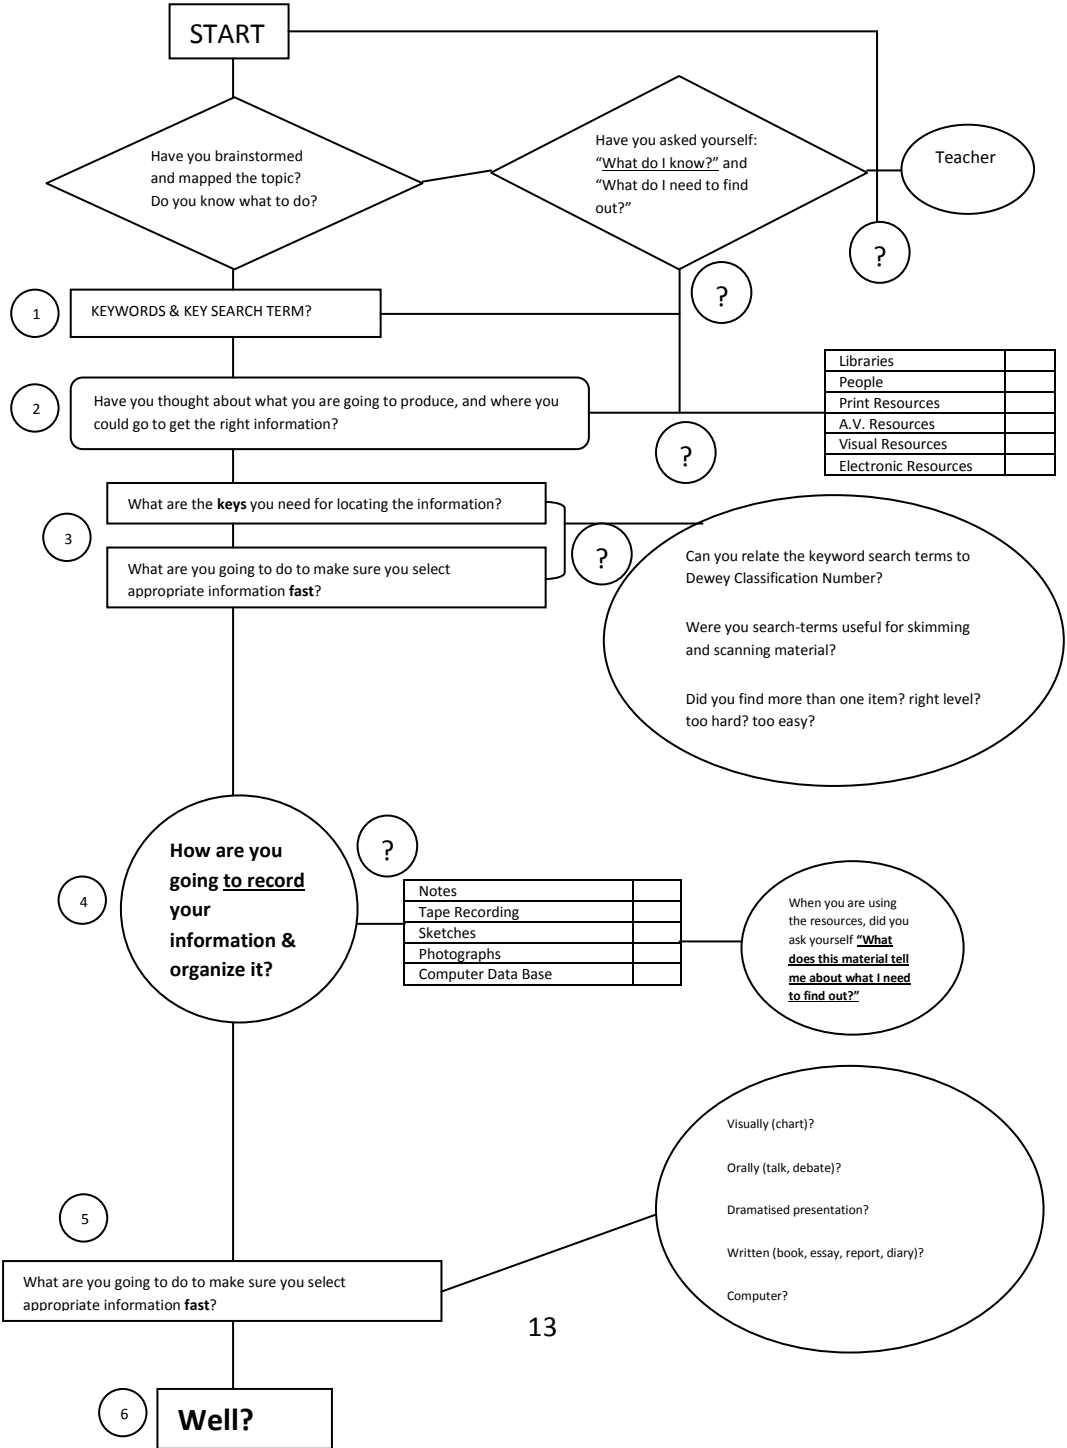 START
Have you brainstormed
and mapped the topic?
Do you know what to do?
Have you asked yourself:
“What do I know?” and
“What do I need to find
out?”
Teacher
?
?
1
KEYWORDS & KEY SEARCH TERM?
2
Have you thought about what you are going to produce, and where you
could go to get the right information?
Libraries
People
Print Resources
A.V. Resources
Visual Resources
Electronic Resources
?
3
What are the keys you need for locating the information?
What are you going to do to make sure you select
appropriate information fast?
?
Can you relate the keyword search terms to
Dewey Classification Number?
Were you search-terms useful for skimming
and scanning material?
Did you find more than one item? right level?
too hard? too easy?
4
How are you
going to record
your
information &
organize it?
?
Notes
Tape Recording
Sketches
Photographs
Computer Data Base
When you are using
the resources, did you
ask yourself “What
does this material tell
me about what I need
to find out?”
5
What are you going to do to make sure you select
appropriate information fast?
Visually (chart)?
Orally (talk, debate)?
Dramatised presentation?
Written (book, essay, report, diary)?
Computer?
13
6
Well?